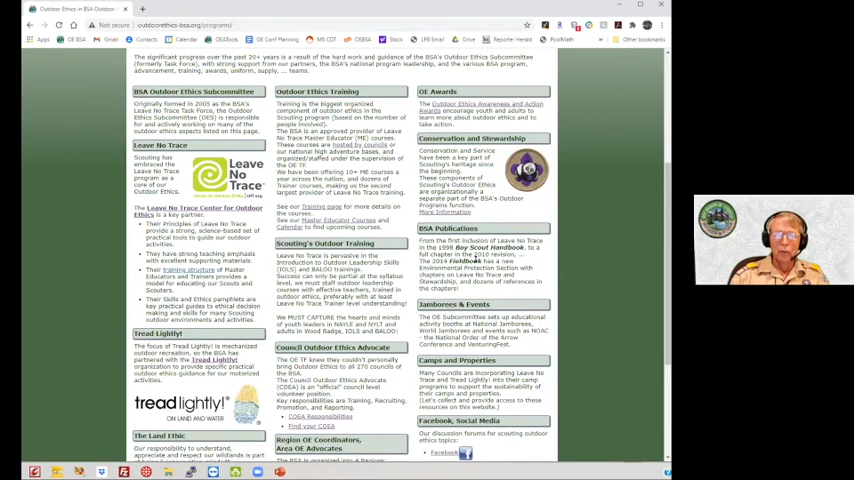 Outdoor Ethics in BSA Programs
Not secure | outdoorethics-bsa.org/programs/
Apps
OE BSA
Gmail
Contacts
Calendar
OEATools
OE Conf Planning
MS CDT
OEBSA
Stock
LPB Email
Drive
Reporter Herald
PoolMath
Other bookmarks
The significant progress over the past 20+ years is a result of the hard work and guidance of the BSA's Outdoor Ethics Subcommittee
(formerly Task Force), with strong support from our partners, the BSA's national program leadership, and the various BSA program,
advancement, training, awards, uniform, supply, ... teams.
BSA Outdoor Ethics Subcommittee
Originally formed in 2005 as the BSA's
Leave No Trace Task Force, the Outdoor
Ethics Subcommittee (OES) is responsible
for and actively working on many of the
outdoor ethics aspects listed on this page.
Leave No Trace
Scouting has
embraced the
Leave No Trace
program as a
core of our
Outdoor Ethics.
Leave
No Trace
The Leave No Trace Center for Outdoor
Ethics is a key partner.
• Their Principles of Leave No Trace
provide a strong, science-based set of
practical tools to guide our outdoor
activities.
• They have strong teaming emphasis
with excellent supporting materials.
• Their training structure of Master
Educators and Trainers provides a
model for educating our Scouts and
Scouters.
• Their Skills and Ethics pamphlets are
key practical guides to ethical decision
making and skills for many Scouting
outdoor environments and activities.
Tread Lightly!
The focus of Tread Lightly! is mechanized
outdoor recreation, so the BSA has
partnered with the Tread Lightly!
organization to provide specific practical
outdoor ethics guidance for our motorized
activities.
treadlightly!
ON LAND AND WATER
The Land Ethic
Our responsibility to understand,
appreciate and respect our wildlands is
Outdoor Ethics Training
Training is the biggest organized
component of outdoor ethics in the
Scouting program (based on the number of
people involved).
The BSA is an approved provider of Leave
No Trace Master Educator (ME) courses.
These courses are hosted by councils or
our national high adventure bases, and
organized/staffed under the supervision of
the OE TF.
We have been offering 10+ ME courses a
year across the nation, and dozens of
Trainer courses, making us the second
largest provider of Leave No Trace training.
See our Training page for more details on
the courses.
See our Master Educator Courses and
Calendar to find upcoming courses.
Scouting's Outdoor Training
Leave No Trace is pervasive in the
Introduction to Outdoor Leadership Skills
(IOLS) and BALOO trainings.
Success can only be partial at the syllabus
level, we must staff outdoor leadership
courses with effective teachers, trained in
outdoor ethics, preferably with at least
Leave No Trace Trainer level understanding!
We MUST CAPTURE the hearts and minds
of youth leaders in NAYLE and NYLT and
adults in Wood Badge, IOLS and BALOO!
Council Outdoor Ethics Advocate
The OE TF knew they couldn't personally
bring Outdoor Ethics to all 270 councils of
the BSA.
The Council Outdoor Ethics Advocate
(COEA) is an "official" council level
volunteer position.
Key responsibilities are Training, Recruiting,
Promotion, and Reporting.
• COEA Responsibilities
• Find your COEA
Region OE Coordinators,
Area OE Advocates
The BSA is organized into 4 Regions:
OE Awards
The Outdoor Ethics Awareness and Action
Awards encourage youth and adults to
learn more about outdoor ethics and to
take action.
Conservation and Stewardship
Conservation and Service
have been a key part
of Scouting's heritage
since the
beginning.
These components
of Scouting's Outdoor
Ethics are
organizationally a
separate part of the BSA's Outdoor
Programs function.
More Information
BSA Publications
From the first inclusion of Leave No Trace
in the 1998 Boy Scout Handbook, to a
full chapter in the 2010 revision, ...
The 2014 Fieldbook has a new
Environmental Protection Section with
chapters on Leave No Trace and
Stewardship, and dozens of references in
the chapters!
Jamborees & Events
The OE Subcommittee sets up educational
activity booths at National Jamborees,
World Jamborees and events such as NOAC
- the National Order of the Arrow
Conference and VenturingFest.
Camps and Properties
Many Councils are incorporating Leave No
Trace and Tread Lightly! into their camp
programs to support the sustainability of
their camps and properties.
(Let's collect and provide access to these
resources on this website.)
Facebook, Social Media
Our discussion forums for scouting outdoor
ethics topics:
• Facebook